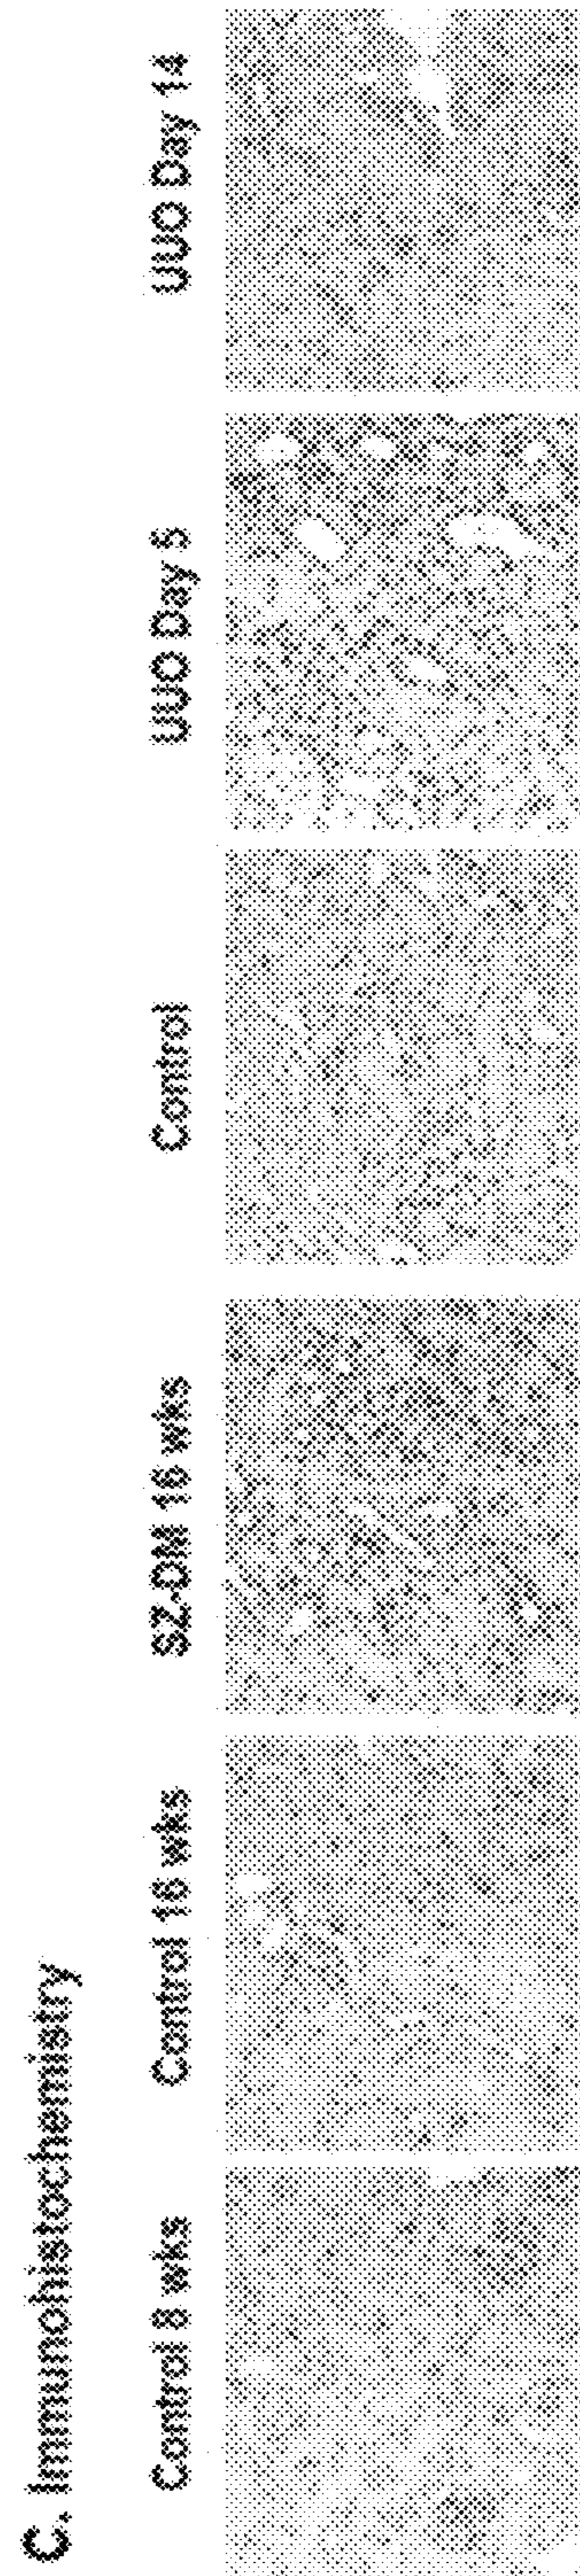 C. Immunohistochemistry
Control 8 wks
Control 16 wks
SZ-DM 16 wks
Control
UUO Day 5
UUO Day 14